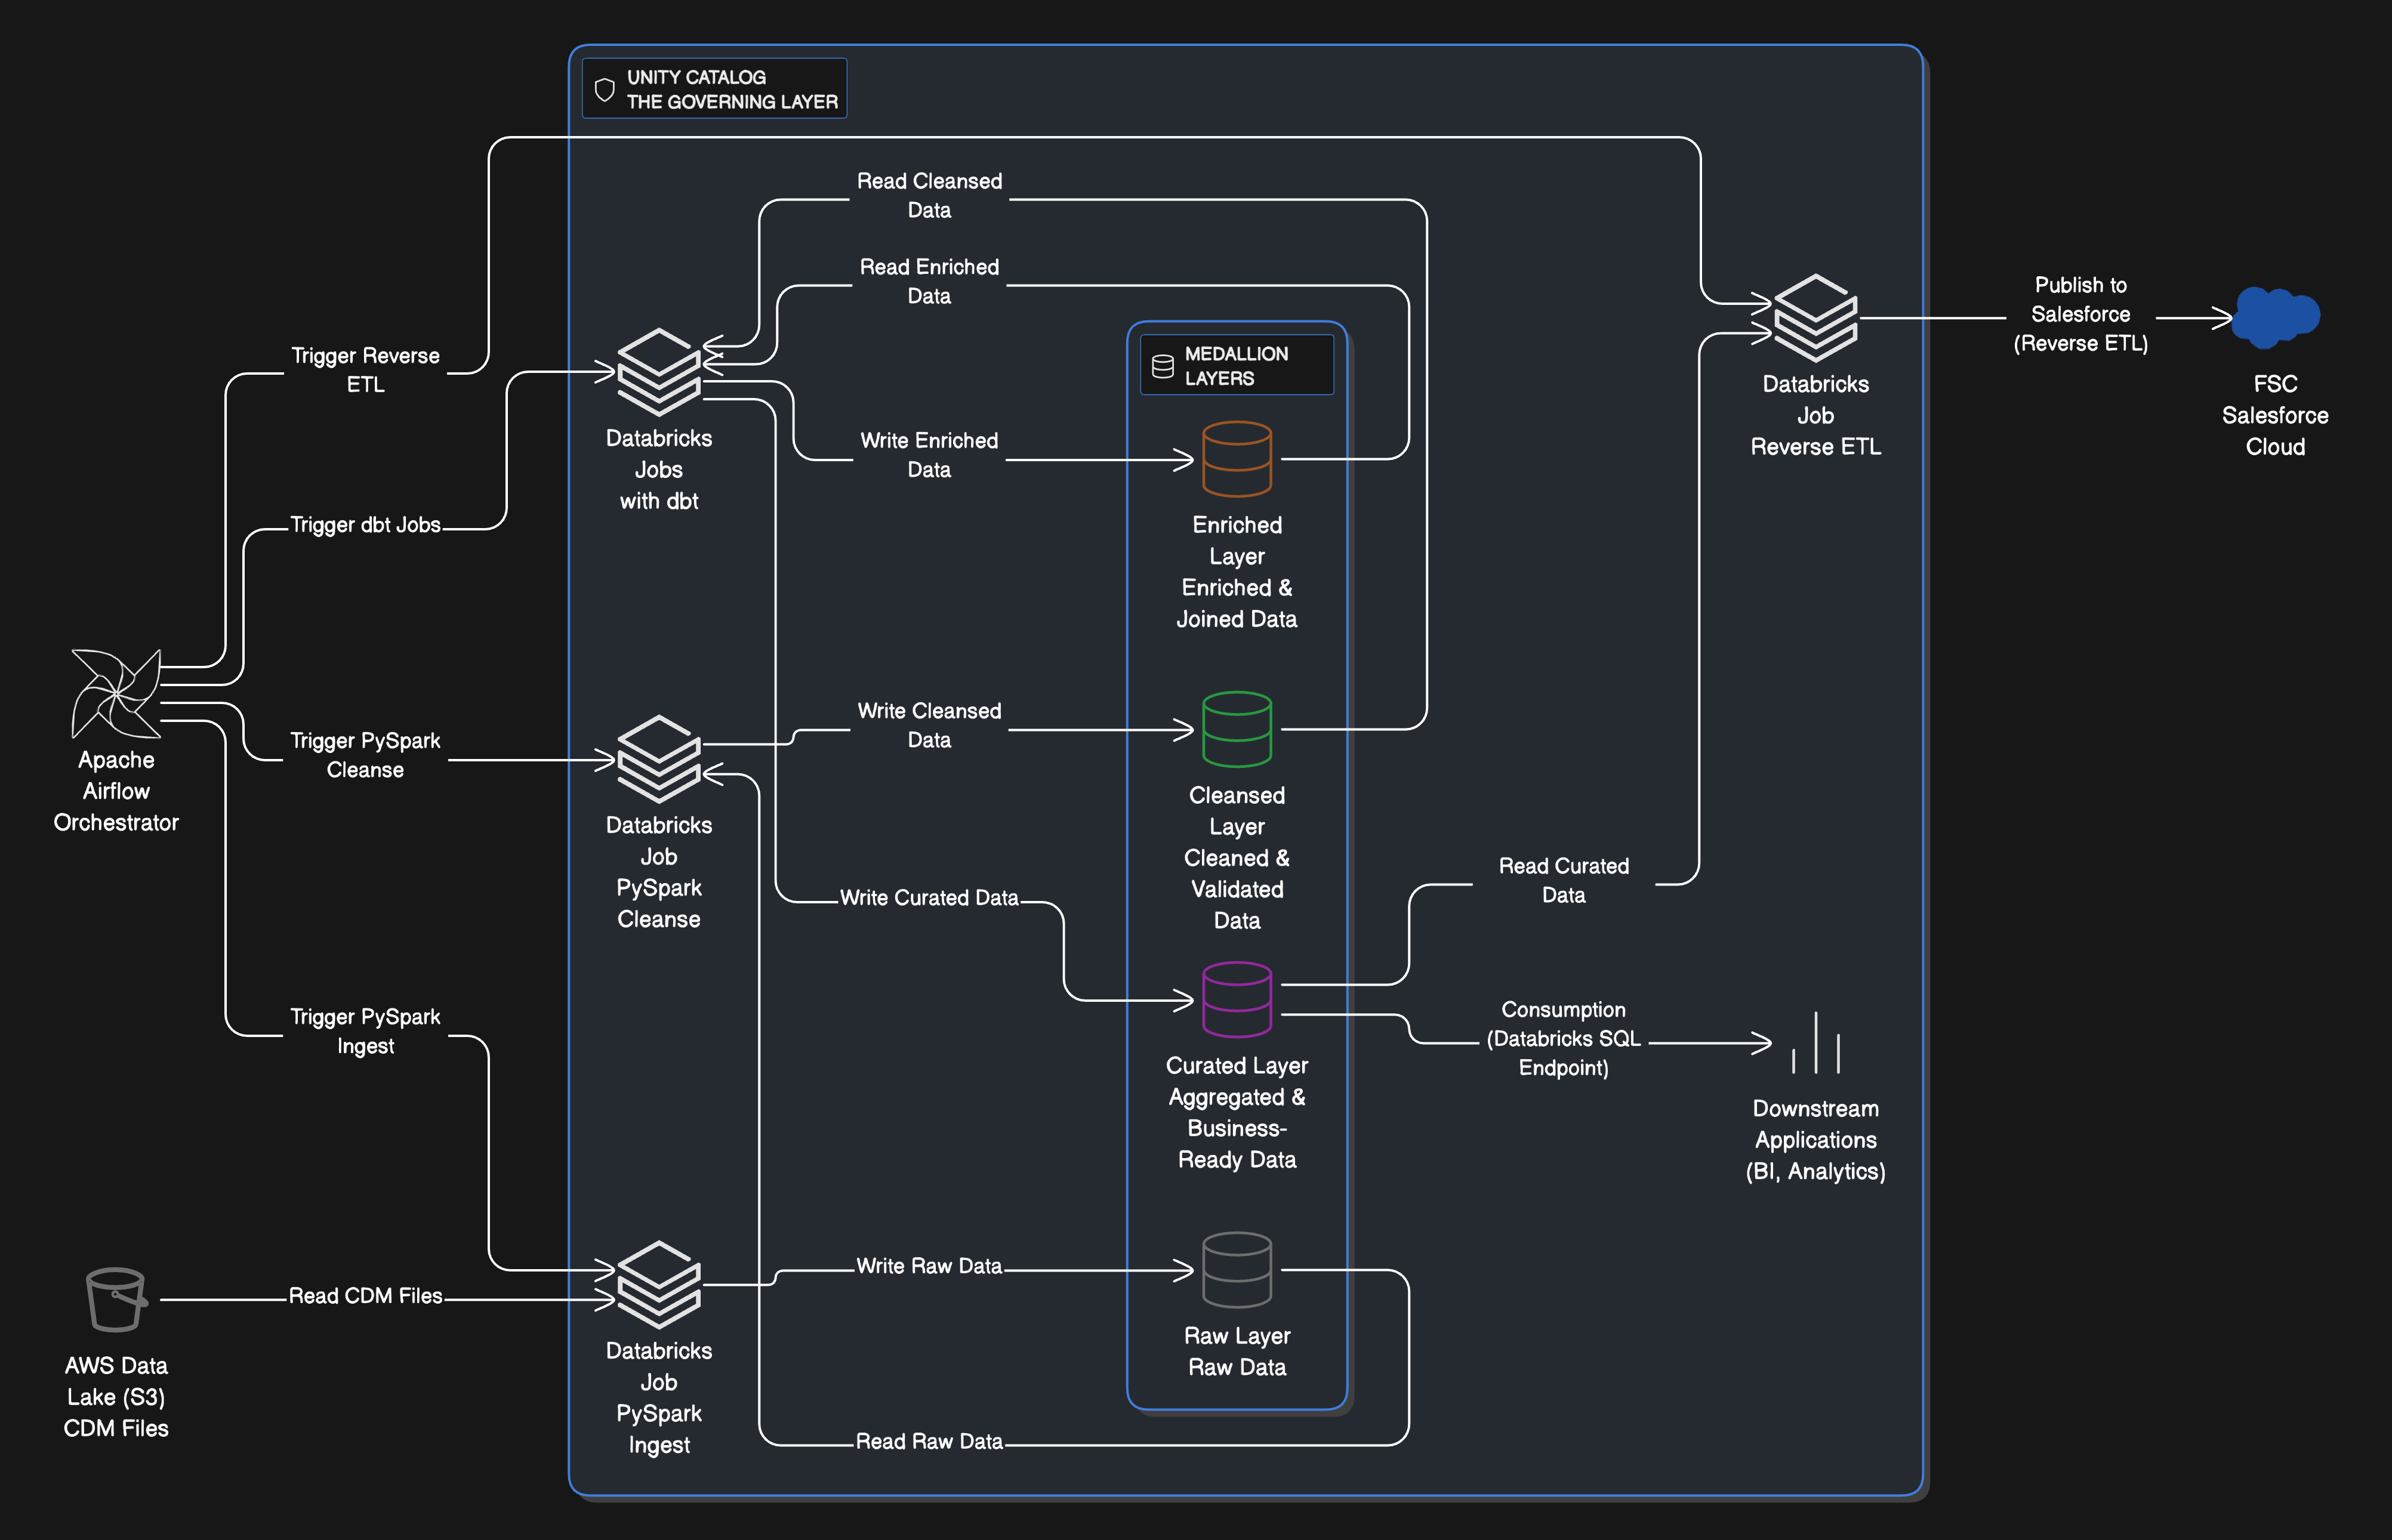 UNITY CATALOG
THE GOVERNING LAYER
Read Cleansed
Data
Read Enriched
Data
Trigger Reverse
ETL
Databricks
Jobs
with dbt
Write Enriched
Data
MEDALLION
LAYERS
Enriched
Layer
Enriched &
Joined Data
Databricks
Job
Reverse ETL
Publish to
Salesforce
(Reverse ETL)
FSC
Salesforce
Cloud
Trigger dbt Jobs
Apache
Airflow
Orchestrator
Trigger PySpark
Cleanse
Databricks
Job
PySpark
Cleanse
Write Cleansed
Data
Cleansed
Layer
Cleaned &
Validated
Data
Write Curated Data
Read Curated
Data
Consumption
(Databricks SQL
Endpoint)
Curated Layer
Aggregated &
Business-
Ready Data
Downstream
Applications
(BI, Analytics)
Trigger PySpark
Ingest
Read CDM Files
AWS Data
Lake (S3)
CDM Files
Databricks
Job
PySpark
Ingest
Write Raw Data
Raw Layer
Raw Data
Read Raw Data